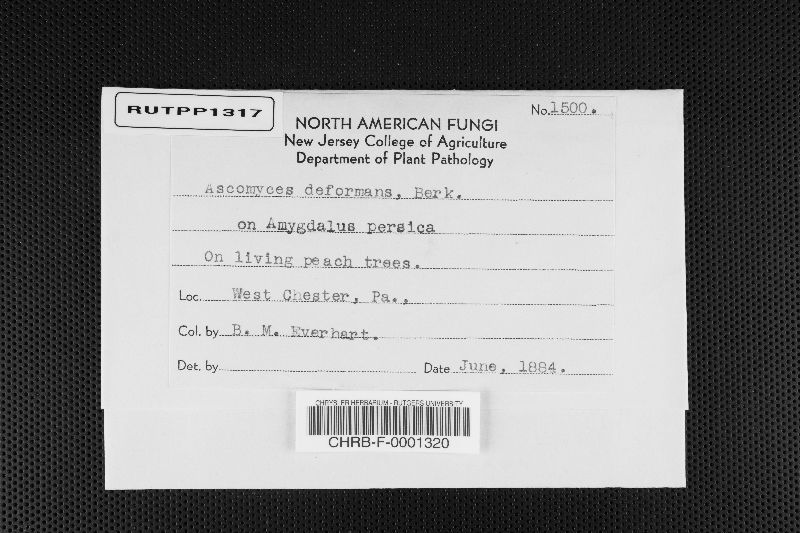 RUTPP1317
No. 1500.
NORTH AMERICAN FUNGI
New Jersey College of Agriculture
Department of Plant Pathology
Ascomyces deformans, Berk.
on Amygdalus persica
On living peach trees.
Loc. West Chester, Pa.,
Col. by B. M. Everhart.
Det. by
Date June, 1884.
CHRYSLER HERBARIUM - RUTGERS UNIVERSITY
CHRB-F-0001320